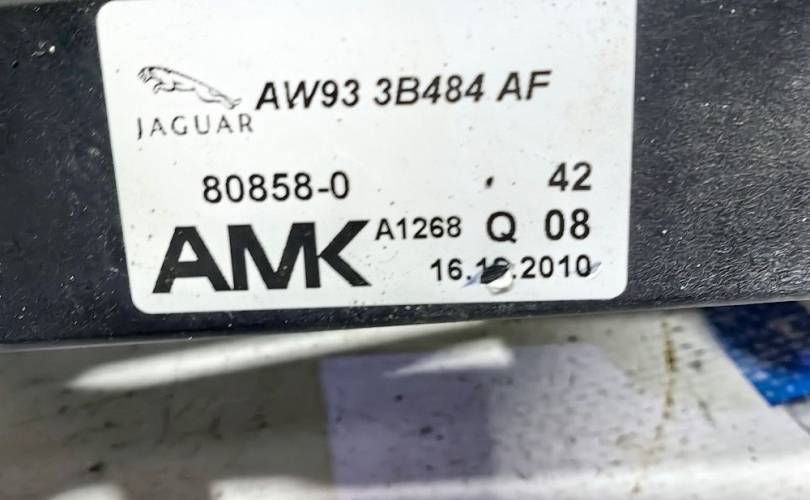 AW93 3B484 AF
JAGUAR
80858-0 42
AMK A1268 Q 08